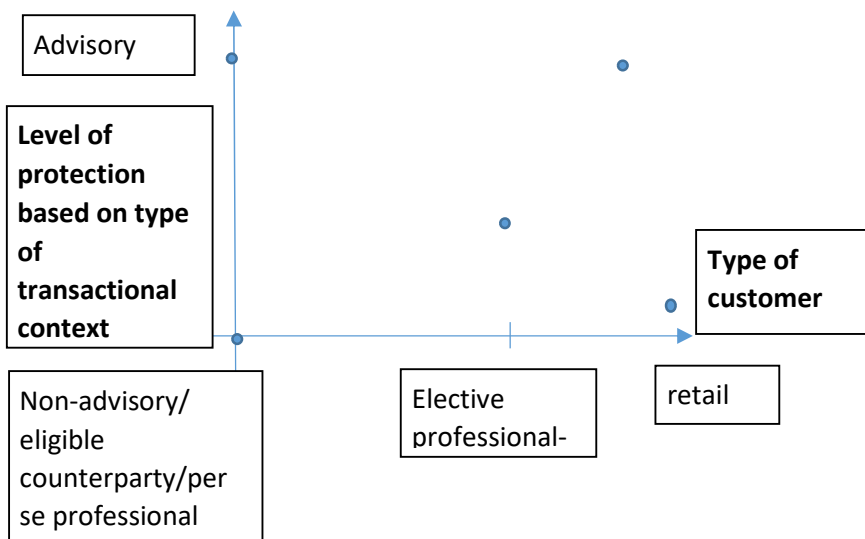 Advisory
Level of
protection
based on type
of
transactional
context
Type of
customer
Non-advisory/
eligible
counterparty/per
se professional
Elective
professional-
retail